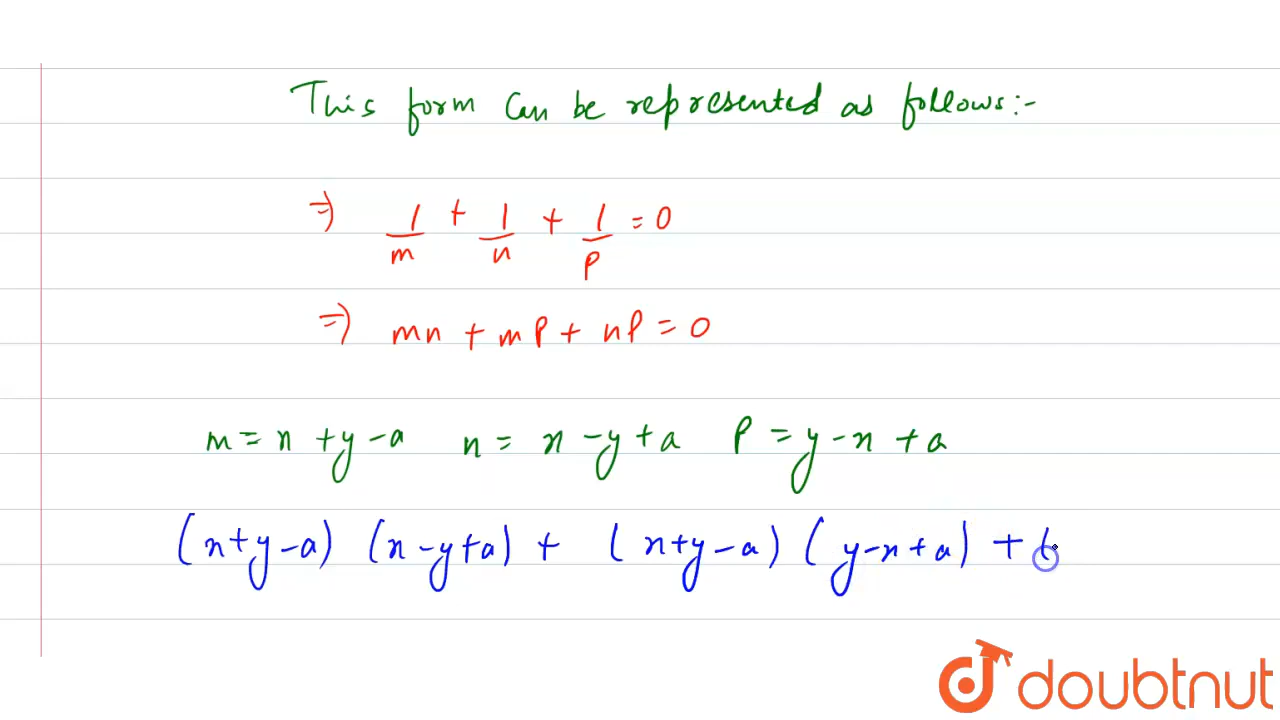 This form can be represented as follows:-
⇒ 1/m + 1/n + 1/p = 0
⇒ mn + mp + np = 0
m = x + y - a n = x - y + a p = y - x + a
(x + y - a) (x - y + a) + (x + y - a) (y - x + a) + (
doubtnut